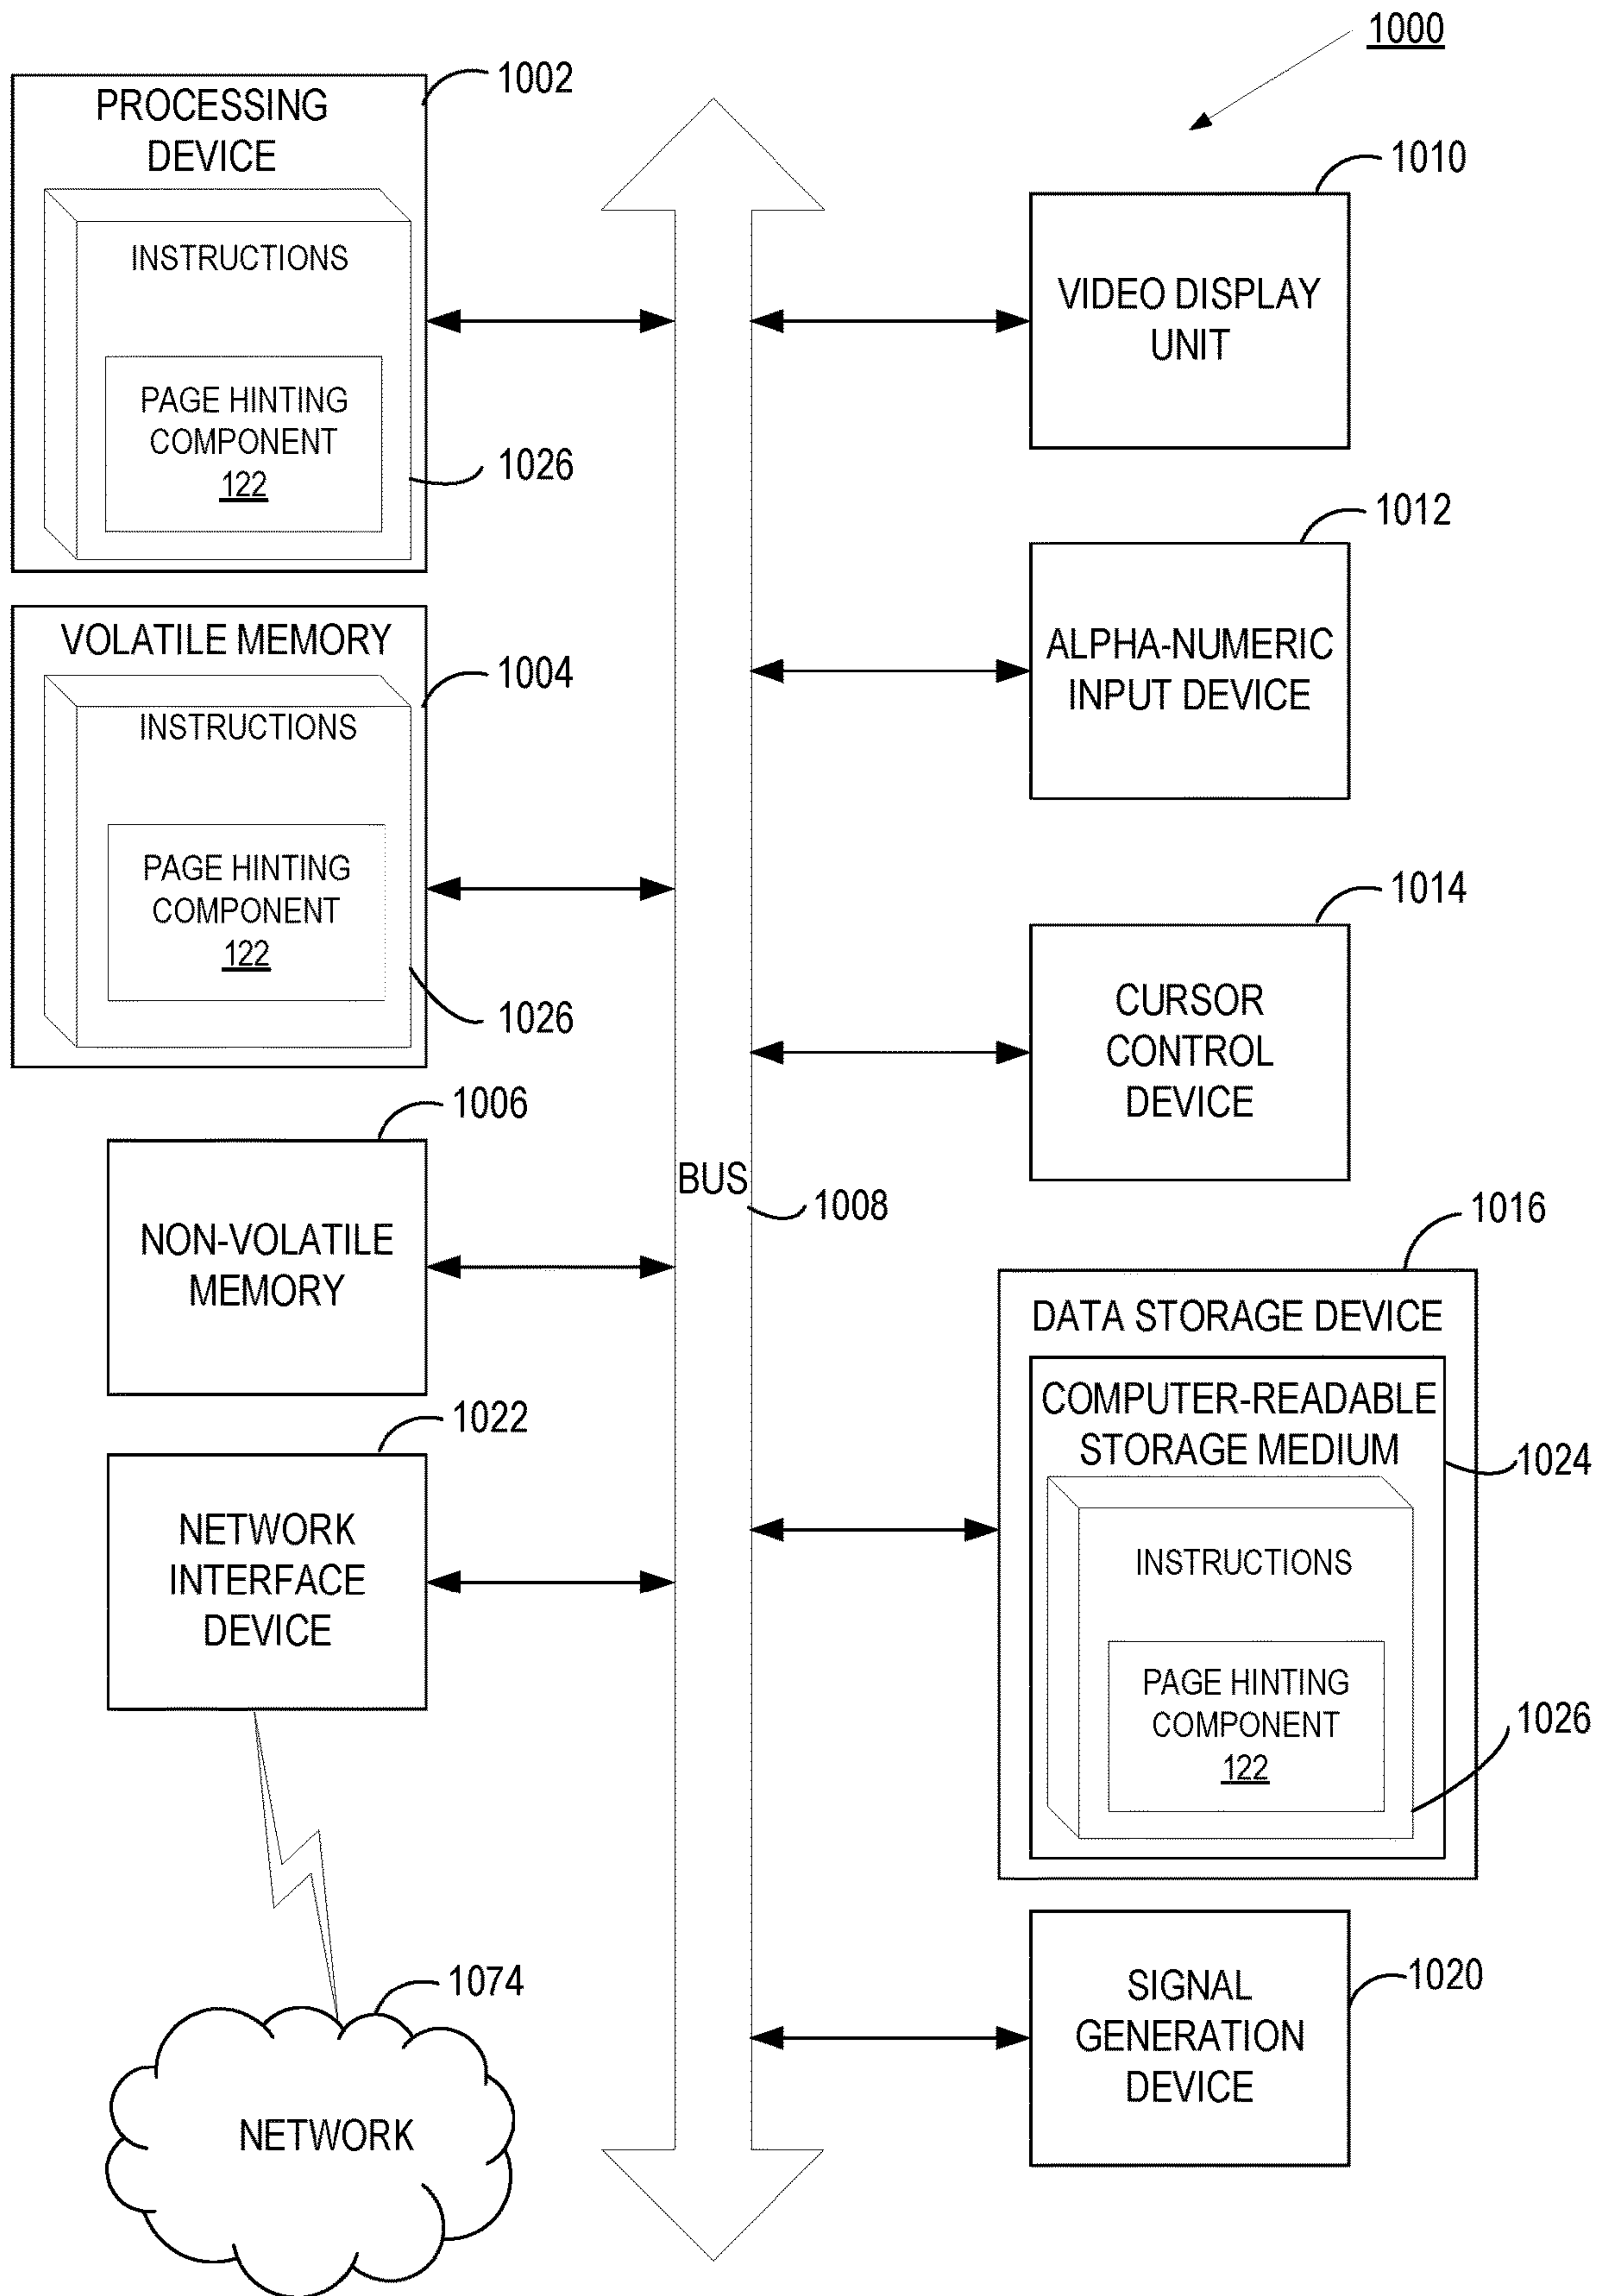 1000
1002
PROCESSING
DEVICE
INSTRUCTIONS
PAGE HINTING
COMPONENT
122
1026
VOLATILE MEMORY
1004
INSTRUCTIONS
PAGE HINTING
COMPONENT
122
1026
1006
NON-VOLATILE
MEMORY
1022
NETWORK
INTERFACE
DEVICE
1074
NETWORK
BUS
1008
1010
VIDEO DISPLAY
UNIT
1012
ALPHA-NUMERIC
INPUT DEVICE
1014
CURSOR
CONTROL
DEVICE
1016
DATA STORAGE DEVICE
COMPUTER-READABLE
STORAGE MEDIUM
1024
INSTRUCTIONS
PAGE HINTING
COMPONENT
122
1026
SIGNAL
GENERATION
DEVICE
1020